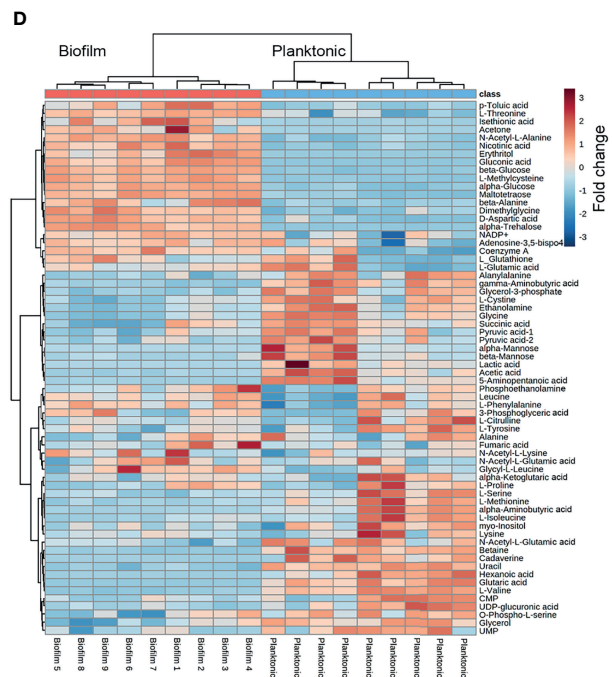 D
Biofilm Planktonic
class
p-Toluic acid
L-Threonine
Isethionic acid
Acetone
N-Acetyl-L-Alanine
Nicotinic acid
Erythritol
Gluconic acid
beta-Glucose
L-Methylcysteine
alpha-Glucose
Maltotetraose
beta-Alanine
Dimethylglycine
D-Aspartic acid
alpha-Trehalose
NADP+
Adenosine-3,5-bispo4
Coenzyme A
L_Glutathione
L-Glutamic acid
Alanylalanine
gamma-Aminobutyric acid
Glycerol-3-phosphate
L-Cystine
Ethanolamine
Glycine
Succinic acid
Pyruvic acid-1
Pyruvic acid-2
alpha-Mannose
beta-Mannose
Lactic acid
Acetic acid
5-Aminopentanoic acid
Phosphoethanolamine
Leucine
L-Phenylalanine
3-Phosphoglyceric acid
L-Citrulline
L-Tyrosine
Alanine
Fumaric acid
N-Acetyl-L-Lysine
N-Acetyl-L-Glutamic acid
Glycyl-L-Leucine
alpha-Ketoglutaric acid
L-Proline
L-Serine
L-Methionine
alpha-Aminobutyric acid
L-Isoleucine
myo-Inositol
Lysine
N-Acetyl-L-Glutamic acid
Betaine
Cadaverine
Uracil
Hexanoic acid
Glutaric acid
L-Valine
CMP
UDP-glucuronic acid
O-Phospho-L-serine
Glycerol
UMP
3
2
1
0
-1
-2
-3
Fold change
Biofilm 5
Biofilm 8
Biofilm 9
Biofilm 6
Biofilm 7
Biofilm 1
Biofilm 2
Biofilm 3
Biofilm 4
Planktonic
Planktonic
Planktonic
Planktonic
Planktonic
Planktonic
Planktonic
Planktonic
Planktonic